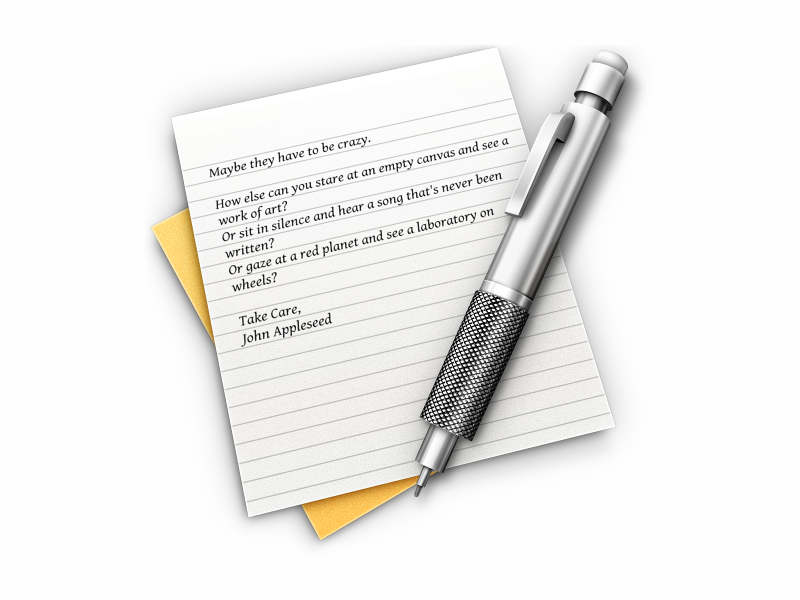 Maybe they have to be crazy.
How else can you stare at an empty canvas and see a
work of art?
Or sit in silence and hear a song that's never been
written?
Or gaze at a red planet and see a laboratory on
wheels?
Take Care,
John Appleseed